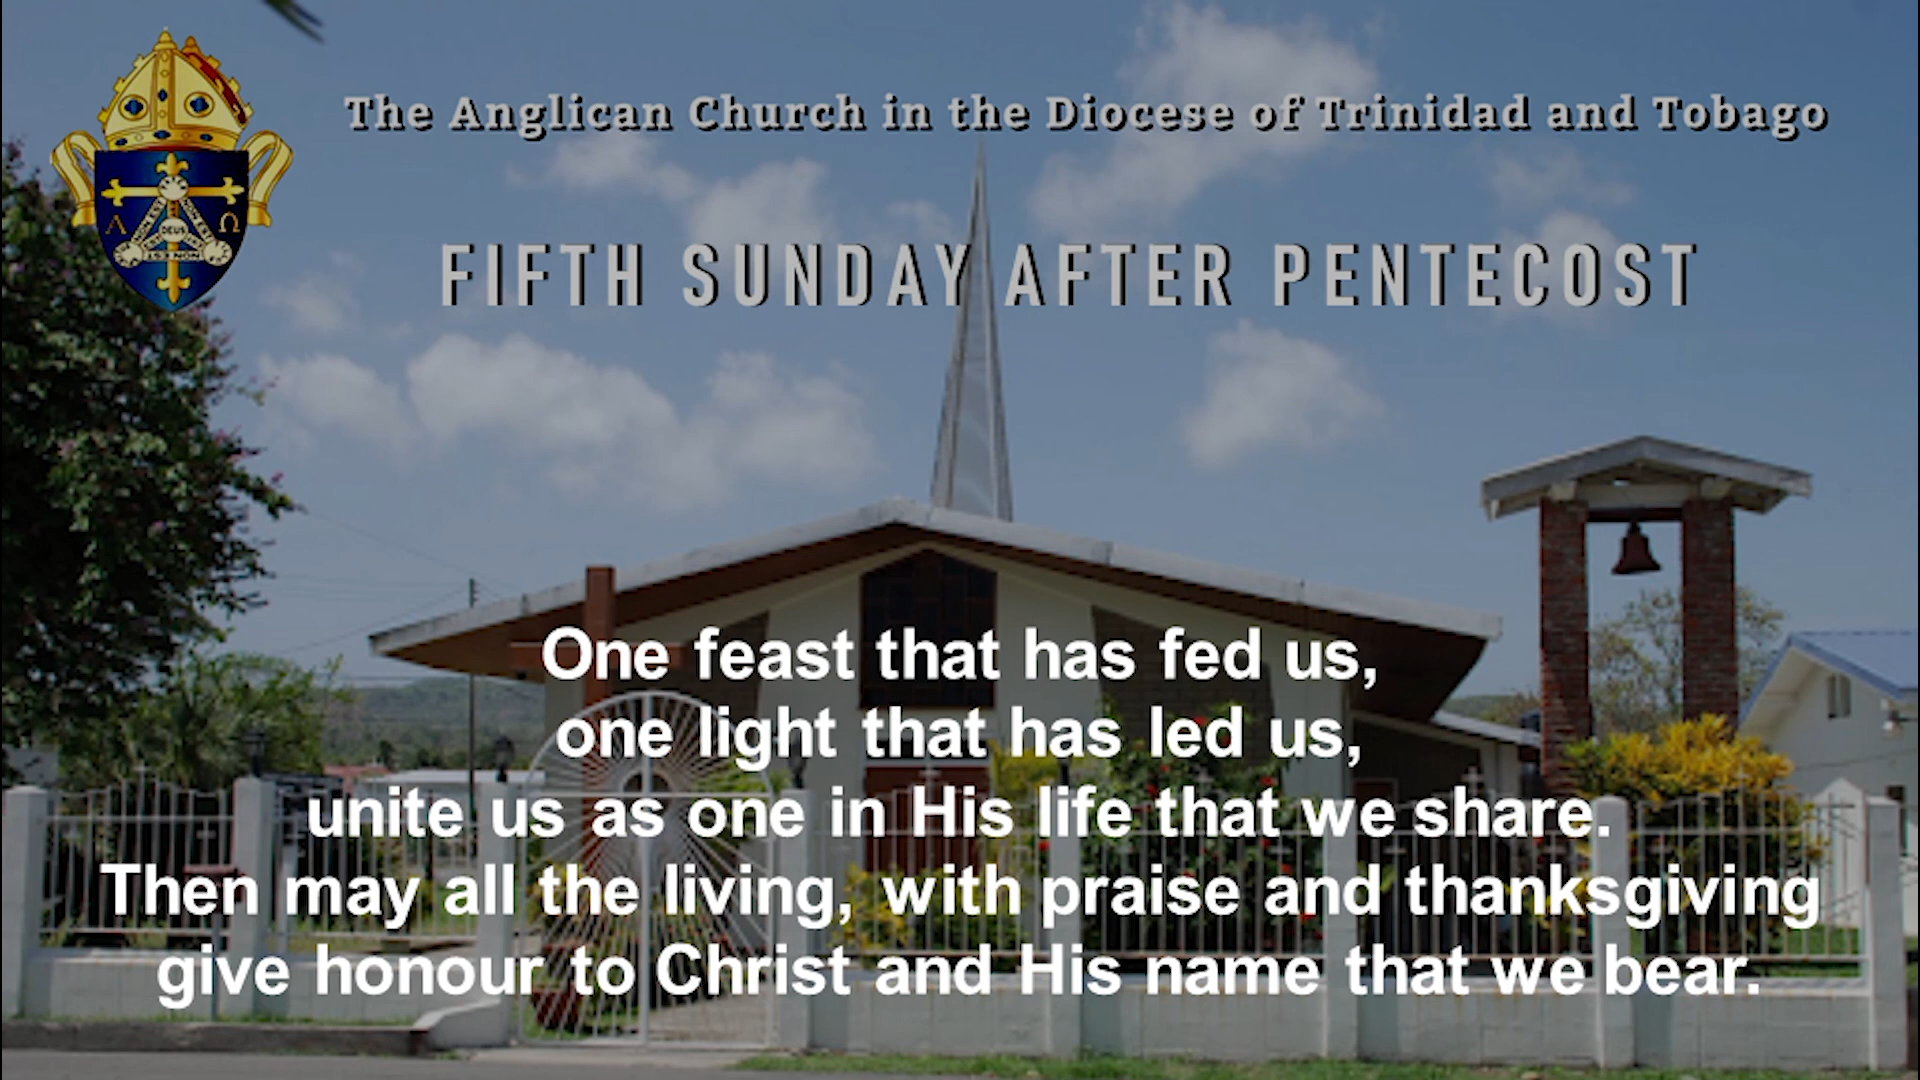 The Anglican Church in the Diocese of Trinidad and Tobago
FIFTH SUNDAY AFTER PENTECOST
Α Ω
DEUS
One feast that has fed us,
one light that has led us,
unite us as one in His life that we share.
Then may all the living, with praise and thanksgiving
give honour to Christ and His name that we bear.